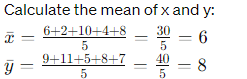 Calculate the mean of x and y:
x̄ = (6+2+10+4+8)/5 = 30/5 = 6
ȳ = (9+11+5+8+7)/5 = 40/5 = 8